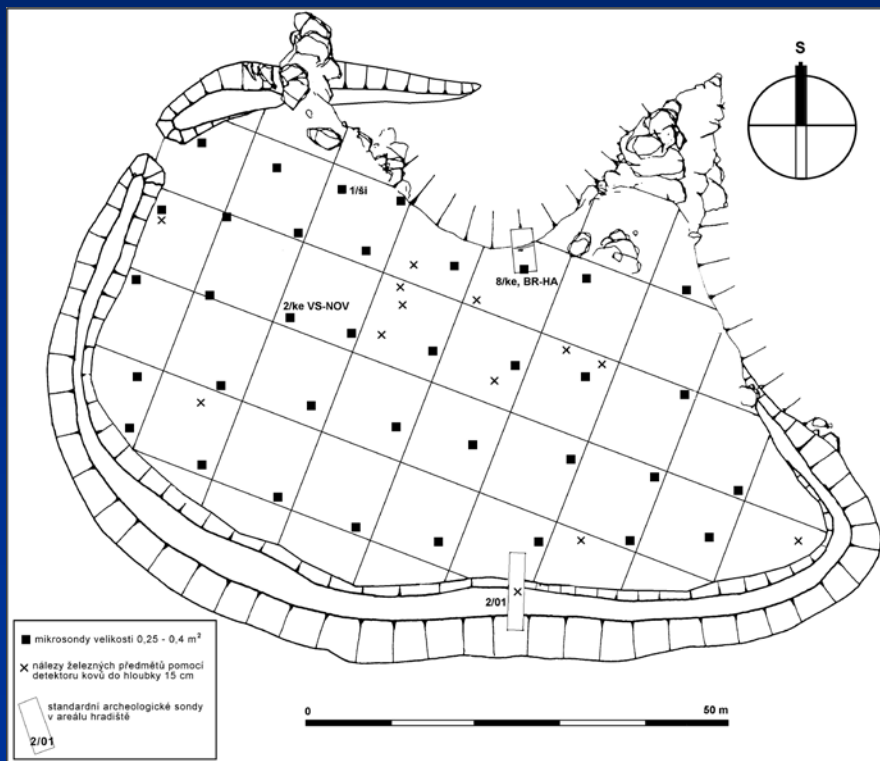 S
1/ši
8/ke, BR-HA
2/ke VS-NOV
2/01
mikrosondy velikosti 0,25 - 0,4 m²
nálezy železných předmětů pomocí
detektoru kovů do hloubky 15 cm
standardní archeologické sondy
v areálu hradiště
2/01
0
50 m